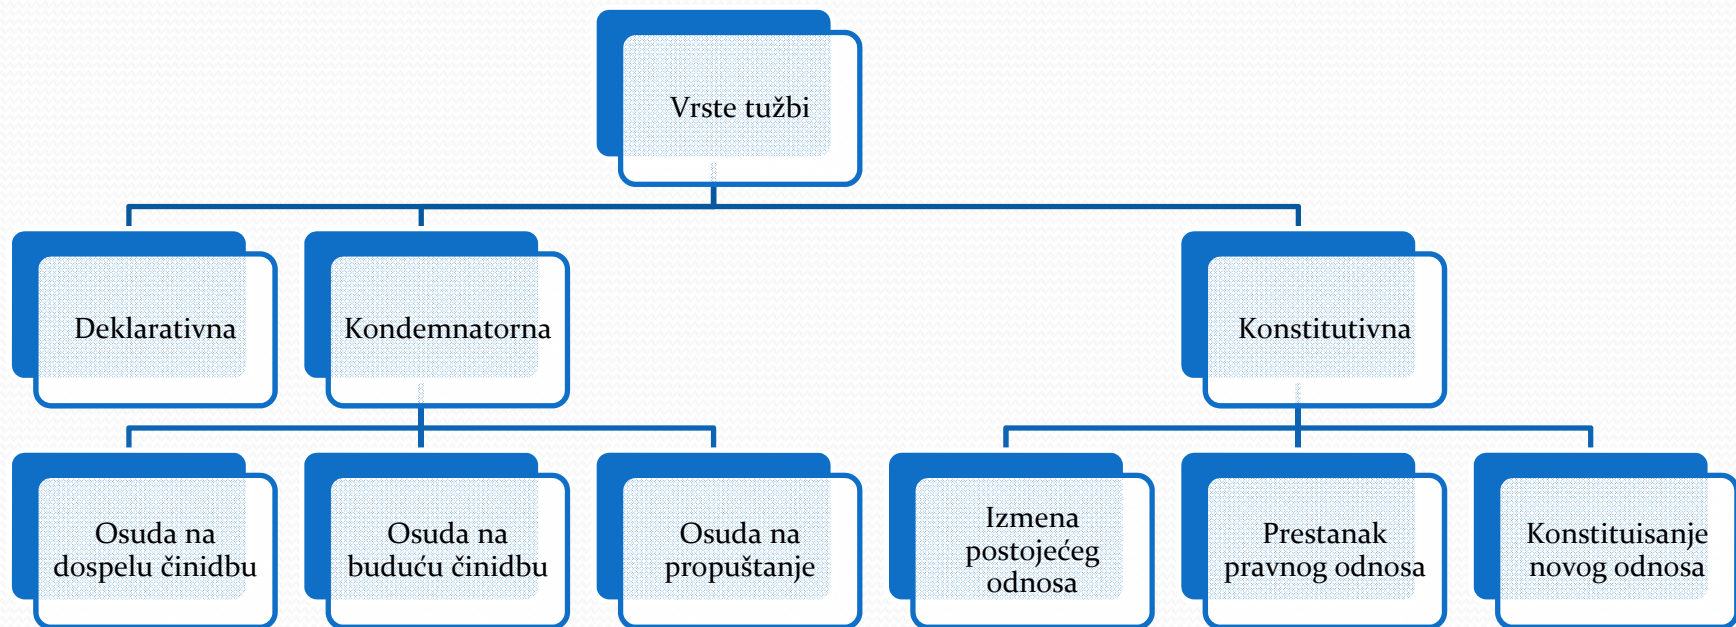 Vrste tužbi
Deklarativna
Kondemnatorna
Konstitutivna
Osuda na
dospelu činidbu
Osuda na
buduću činidbu
Osuda na
propuštanje
Izmena
postojećeg
odnosa
Prestanak
pravnog odnosa
Konstituisanje
novog odnosa